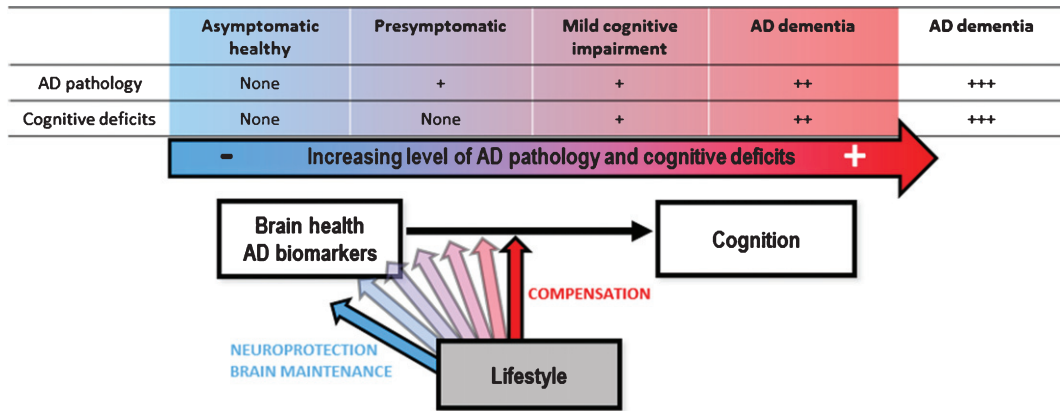 Asymptomatic healthy Presymptomatic Mild cognitive impairment AD dementia AD dementia
AD pathology None + + ++ +++
Cognitive deficits None None + ++ +++
- Increasing level of AD pathology and cognitive deficits +
Brain health
AD biomarkers
Cognition
COMPENSATION
NEUROPROTECTION
BRAIN MAINTENANCE
Lifestyle